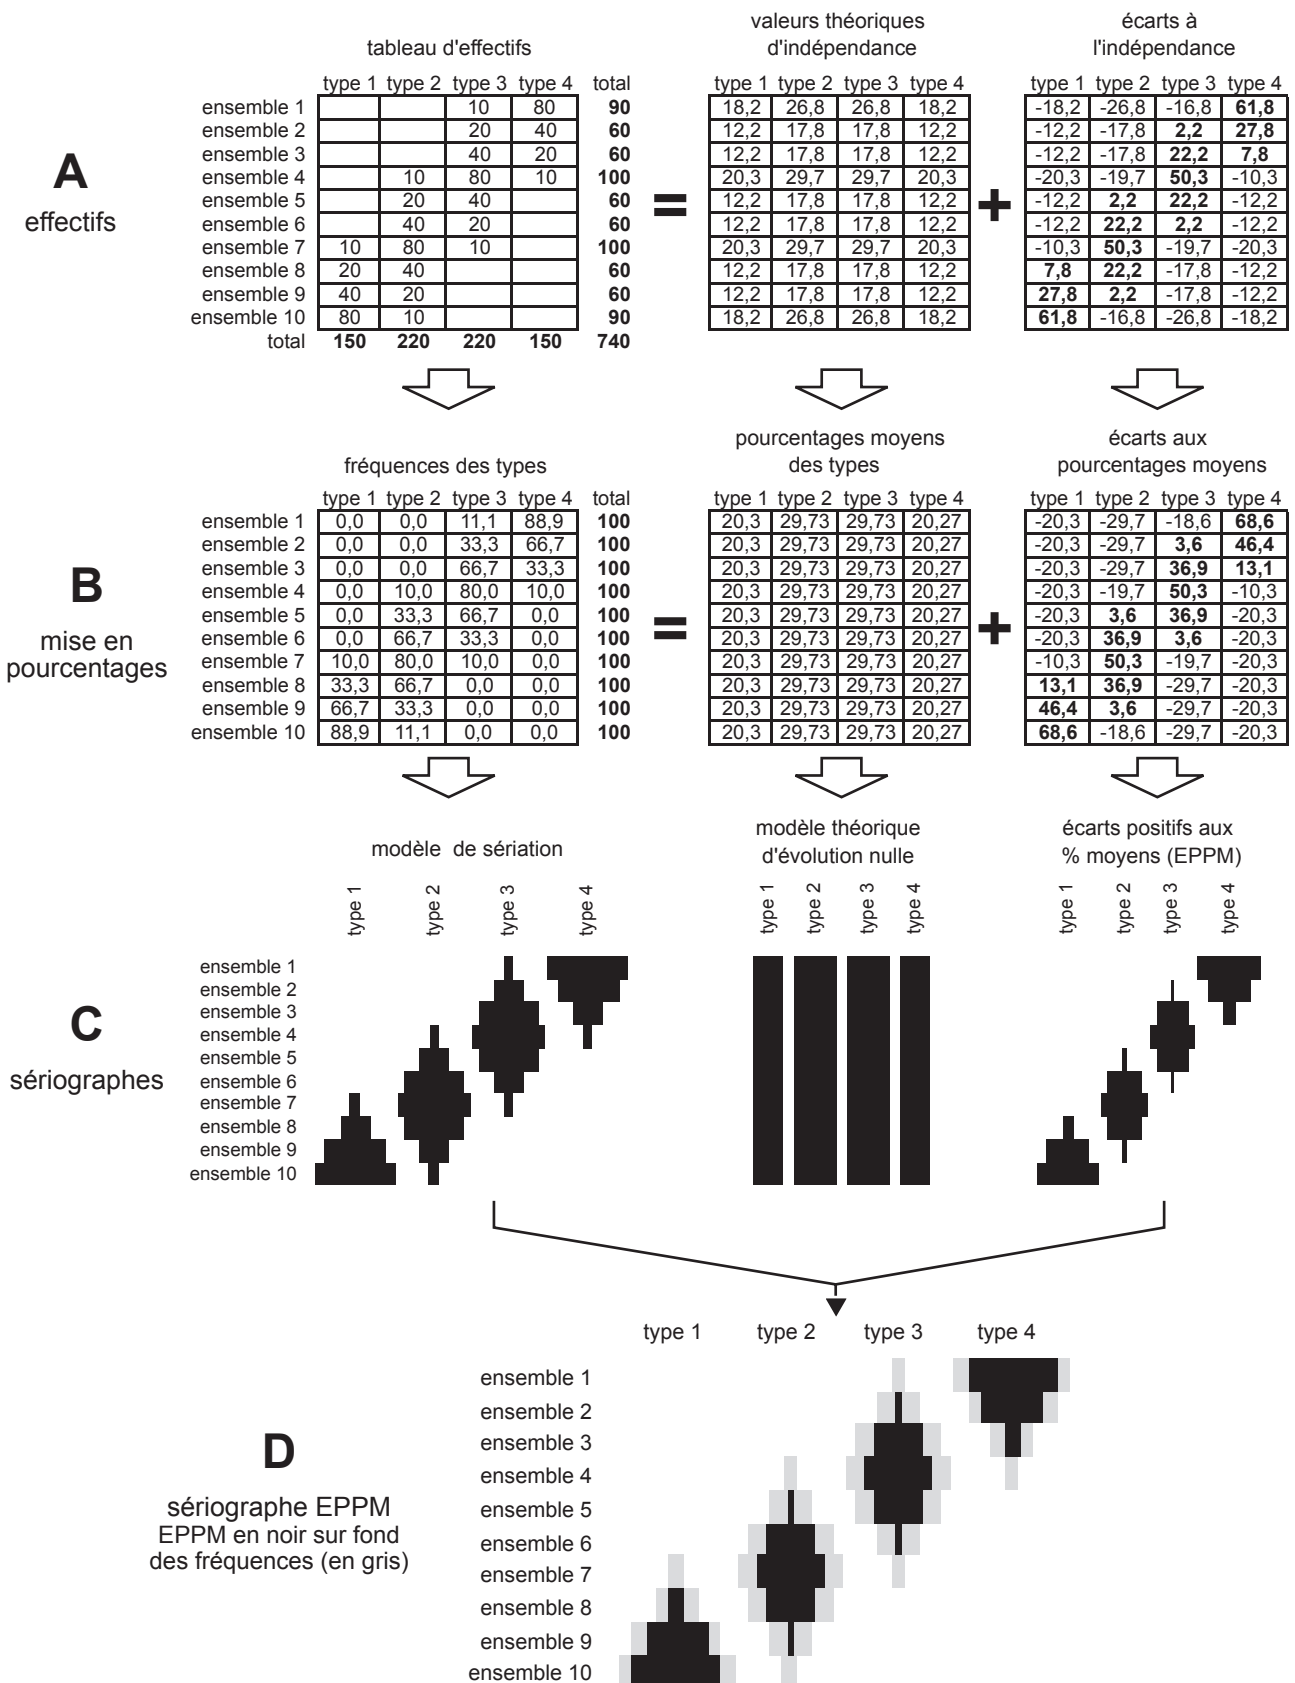 valeurs théoriques écarts à
tableau d'effectifs d'indépendance l'indépendance
type 1 type 2 type 3 type 4 total type 1 type 2 type 3 type 4 type 1 type 2 type 3 type 4
ensemble 1 10 80 90 18,2 26,8 26,8 18,2 -18,2 -26,8 -16,8 61,8
ensemble 2 20 40 60 12,2 17,8 17,8 12,2 -12,2 -17,8 2,2 27,8
ensemble 3 40 20 60 12,2 17,8 17,8 12,2 -12,2 -17,8 22,2 7,8
ensemble 4 10 80 10 100 20,3 29,7 29,7 20,3 -20,3 -19,7 50,3 -10,3
ensemble 5 20 40 60 12,2 17,8 17,8 12,2 -12,2 2,2 22,2 -12,2
ensemble 6 40 20 60 12,2 17,8 17,8 12,2 -12,2 22,2 2,2 -12,2
ensemble 7 10 80 10 100 20,3 29,7 29,7 20,3 -10,3 50,3 -19,7 -20,3
ensemble 8 20 40 60 12,2 17,8 17,8 12,2 7,8 22,2 -17,8 -12,2
ensemble 9 40 20 60 12,2 17,8 17,8 12,2 27,8 2,2 -17,8 -12,2
ensemble 10 80 10 90 18,2 26,8 26,8 18,2 61,8 -16,8 -26,8 -18,2
total 150 220 220 150 740
A
effectifs
= +
pourcentages moyens écarts aux
fréquences des types des types pourcentages moyens
type 1 type 2 type 3 type 4 total type 1 type 2 type 3 type 4 type 1 type 2 type 3 type 4
ensemble 1 0,0 0,0 11,1 88,9 100 20,3 29,73 29,73 20,27 -20,3 -29,7 -18,6 68,6
ensemble 2 0,0 0,0 33,3 66,7 100 20,3 29,73 29,73 20,27 -20,3 -29,7 3,6 46,4
ensemble 3 0,0 0,0 66,7 33,3 100 20,3 29,73 29,73 20,27 -20,3 -29,7 36,9 13,1
ensemble 4 0,0 10,0 80,0 10,0 100 20,3 29,73 29,73 20,27 -20,3 -19,7 50,3 -10,3
ensemble 5 0,0 33,3 66,7 0,0 100 20,3 29,73 29,73 20,27 -20,3 3,6 36,9 -20,3
ensemble 6 0,0 66,7 33,3 0,0 100 20,3 29,73 29,73 20,27 -20,3 36,9 3,6 -20,3
ensemble 7 10,0 80,0 10,0 0,0 100 20,3 29,73 29,73 20,27 -10,3 50,3 -19,7 -20,3
ensemble 8 33,3 66,7 0,0 0,0 100 20,3 29,73 29,73 20,27 13,1 36,9 -29,7 -20,3
ensemble 9 66,7 33,3 0,0 0,0 100 20,3 29,73 29,73 20,27 46,4 3,6 -29,7 -20,3
ensemble 10 88,9 11,1 0,0 0,0 100 20,3 29,73 29,73 20,27 68,6 -18,6 -29,7 -20,3
B
mise en
pourcentages
= +
modèle théorique écarts positifs aux
modèle de sériation d'évolution nulle % moyens (EPPM)
type 1 type 2 type 3 type 4 type 1 type 2 type 3 type 4 type 1 type 2 type 3 type 4
ensemble 1
ensemble 2
ensemble 3
ensemble 4
ensemble 5
ensemble 6
ensemble 7
ensemble 8
ensemble 9
ensemble 10
C
sériographes
type 1 type 2 type 3 type 4
ensemble 1
ensemble 2
ensemble 3
ensemble 4
ensemble 5
ensemble 6
ensemble 7
ensemble 8
ensemble 9
ensemble 10
D
sériographe EPPM
EPPM en noir sur fond
des fréquences (en gris)